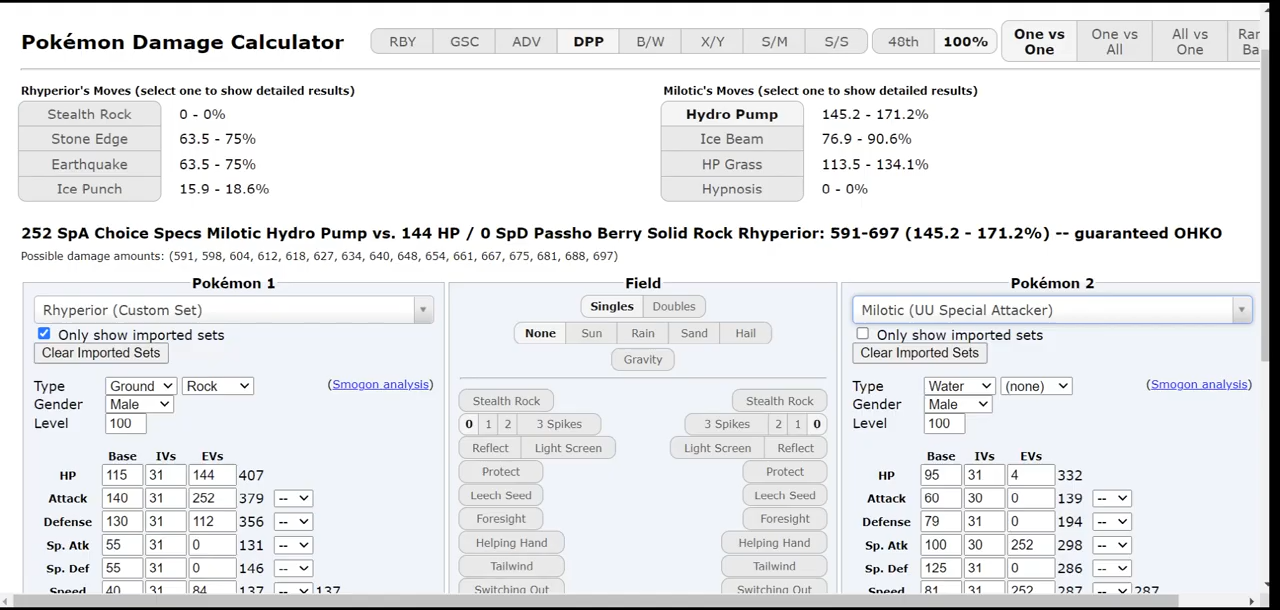 Pokémon Damage Calculator RBY GSC ADV DPP B/W X/Y S/M S/S 48th 100% One vs One One vs All All vs One Ran Ba
Rhyperior's Moves (select one to show detailed results) Milotic's Moves (select one to show detailed results)
Stealth Rock 0 - 0% Hydro Pump 145.2 - 171.2%
Stone Edge 63.5 - 75% Ice Beam 76.9 - 90.6%
Earthquake 63.5 - 75% HP Grass 113.5 - 134.1%
Ice Punch 15.9 - 18.6% Hypnosis 0 - 0%
252 SpA Choice Specs Milotic Hydro Pump vs. 144 HP / 0 SpD Passho Berry Solid Rock Rhyperior: 591-697 (145.2 - 171.2%) -- guaranteed OHKO
Possible damage amounts: (591, 598, 604, 612, 618, 627, 634, 640, 648, 654, 661, 667, 675, 681, 688, 697)
Pokémon 1 Field Pokémon 2
Rhyperior (Custom Set) Singles Doubles Milotic (UU Special Attacker)
Only show imported sets None Sun Rain Sand Hail Only show imported sets
Clear Imported Sets Gravity Clear Imported Sets
Type Ground Rock (Smogon analysis) Type Water (none) (Smogon analysis)
Gender Male Stealth Rock Stealth Rock Gender Male
Level 100 0 1 2 3 Spikes 3 Spikes 2 1 0 Level 100
Reflect Light Screen Light Screen Reflect
Base IVs EVs Base IVs EVs
HP 115 31 144 407 Protect Protect HP 95 31 4 332
Attack 140 31 252 379 -- Leech Seed Leech Seed Attack 60 30 0 139 --
Defense 130 31 112 356 -- Foresight Foresight Defense 79 31 0 194 --
Sp. Atk 55 31 0 131 -- Helping Hand Helping Hand Sp. Atk 100 30 252 298 --
Sp. Def 55 31 0 146 -- Tailwind Tailwind Sp. Def 125 31 0 286 --
Speed 40 31 84 137 -- 137 Switching Out Switching Out Speed 81 31 252 287 -- 287